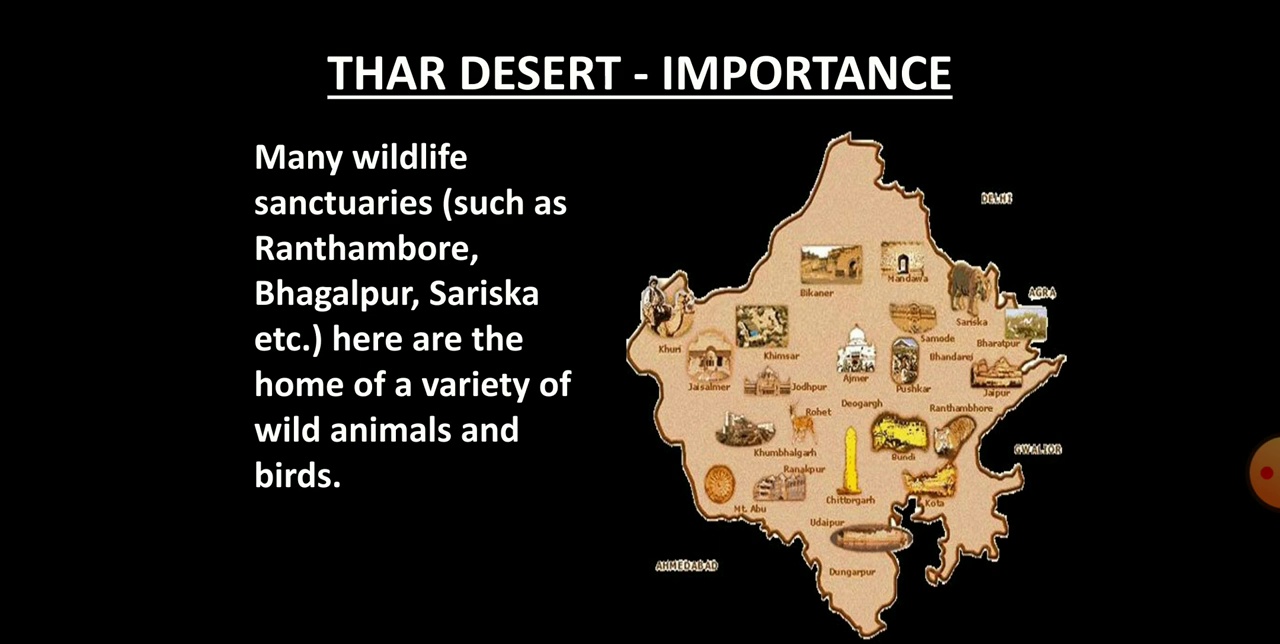 THAR DESERT - IMPORTANCE
Many wildlife
sanctuaries (such as
Ranthambore,
Bhagalpur, Sariska
etc.) here are the
home of a variety of
wild animals and
birds.
DELHI
Bikaner
Mandawa
AGRA
Sariska
Khuri
Khimsar
Samode
Bharatpur
Bhandarej
Ajmer
Jaisalmer
Jodhpur
Pushkar
Jaipur
Deogargh
Rohet
Ranthambhore
Khumbhalgarh
Bundi
GWALIOR
Ranakpur
Chittorgarh
Kota
Mt. Abu
Udaipur
AHMEDABAD
Dungarpur